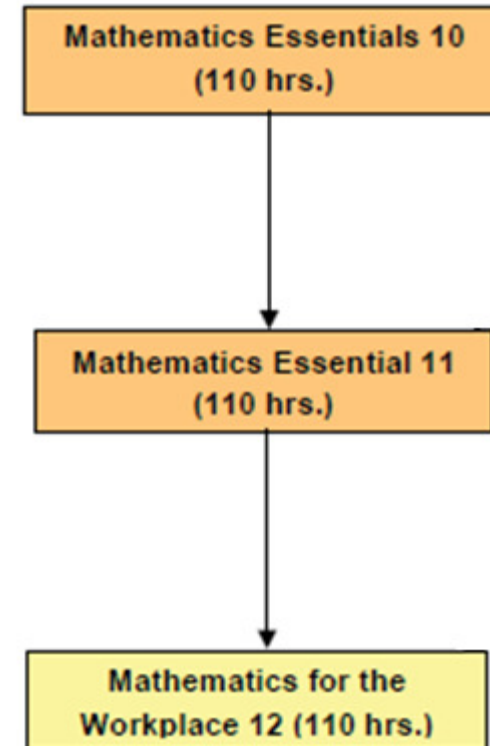 Mathematics Essentials 10
(110 hrs.)
Mathematics Essential 11
(110 hrs.)
Mathematics for the
Workplace 12 (110 hrs.)